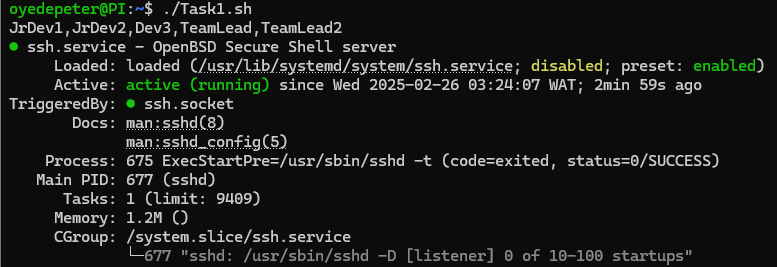 oyedepeter@PI:~$ ./Task1.sh
JrDev1,JrDev2,Dev3,TeamLead,TeamLead2
● ssh.service - OpenBSD Secure Shell server
Loaded: loaded (/usr/lib/systemd/system/ssh.service; disabled; preset: enabled)
Active: active (running) since Wed 2025-02-26 03:24:07 WAT; 2min 59s ago
TriggeredBy: ● ssh.socket
Docs: man:sshd(8)
man:sshd_config(5)
Process: 675 ExecStartPre=/usr/sbin/sshd -t (code=exited, status=0/SUCCESS)
Main PID: 677 (sshd)
Tasks: 1 (limit: 9409)
Memory: 1.2M ()
CGroup: /system.slice/ssh.service
└─677 "sshd: /usr/sbin/sshd -D [listener] 0 of 10-100 startups"